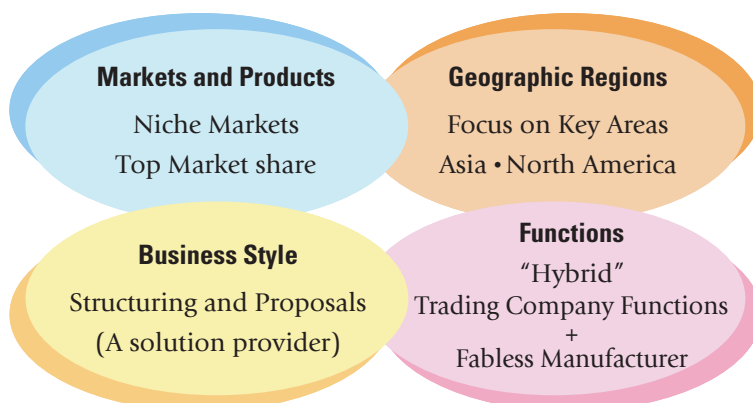 Markets and Products
Niche Markets
Top Market share
Geographic Regions
Focus on Key Areas
Asia • North America
Business Style
Structuring and Proposals
(A solution provider)
Functions
“Hybrid”
Trading Company Functions
+
Fabless Manufacturer